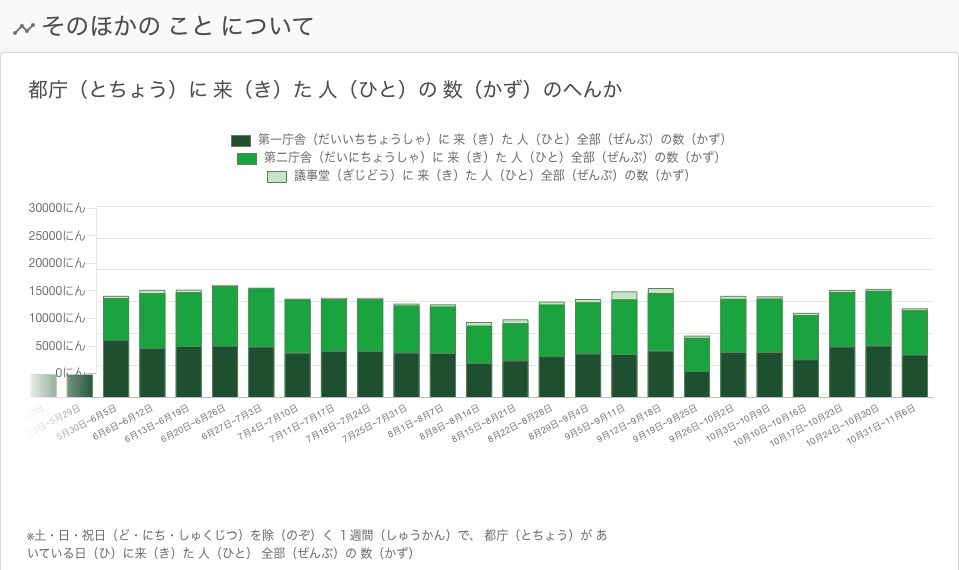 そのほかの こと について
都庁（とちょう）に 来（き）た 人（ひと）の 数（かず）のへんか
第一庁舎（だいいちちょうしゃ）に 来（き）た 人（ひと）全部（ぜんぶ）の数（かず）
第二庁舎（だいにちょうしゃ）に 来（き）た 人（ひと）全部（ぜんぶ）の数（かず）
議事堂（ぎじどう）に 来（き）た 人（ひと）全部（ぜんぶ）の数（かず）
30000にん
25000にん
20000にん
15000にん
10000にん
5000にん
0にん
5月29日
5月30日~6月5日
6月6日~6月12日
6月13日~6月19日
6月20日~6月26日
6月27日~7月3日
7月4日~7月10日
7月11日~7月17日
7月18日~7月24日
7月25日~7月31日
8月1日~8月7日
8月8日~8月14日
8月15日~8月21日
8月22日~8月28日
8月29日~9月4日
9月5日~9月11日
9月12日~9月18日
9月19日~9月25日
9月26日~10月2日
10月3日~10月9日
10月10日~10月16日
10月17日~10月23日
10月24日~10月30日
10月31日~11月6日
※土・日・祝日（ど・にち・しゅくじつ）を除（のぞ）く １週間（しゅうかん）で、 都庁（とちょう）が あ
いている日（ひ）に来（き）た 人（ひと） 全部（ぜんぶ）の 数（かず）